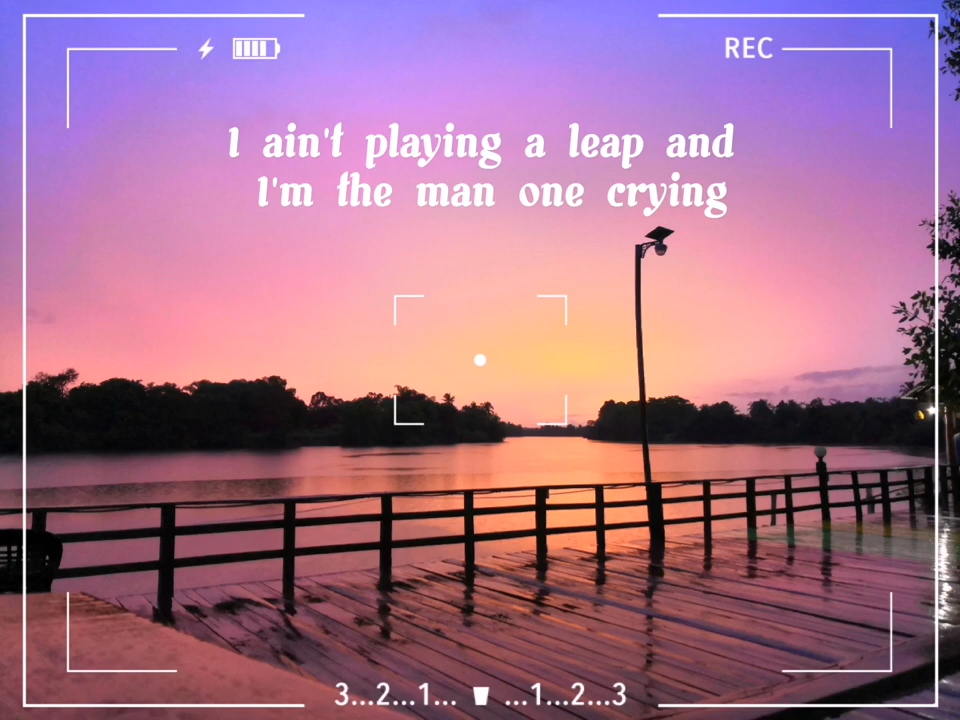 REC
I ain't playing a leap and
I'm the man one crying
3...2...1... ...1...2...3